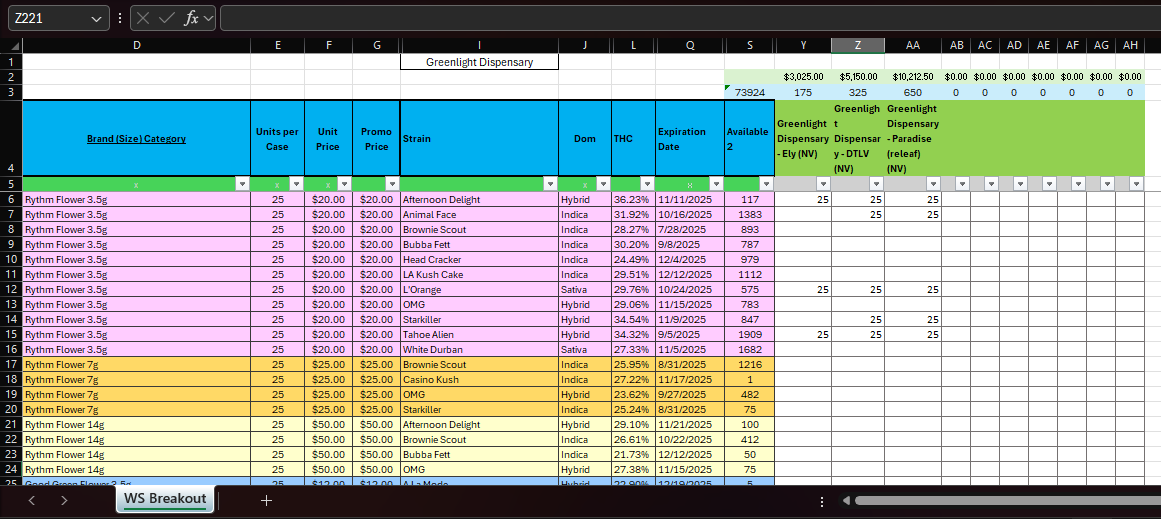 Z221 fx
D E F G I J L Q S Y Z AA AB AC AD AE AF AG AH
1 Greenlight Dispensary
2 $3,025.00 $5,150.00 $10,212.50 $0.00 $0.00 $0.00 $0.00 $0.00 $0.00 $0.00
3 73924 175 325 650 0 0 0 0 0 0 0
4 Brand (Size) Category Units per Case Unit Price Promo Price Strain Dom THC Expiration Date Available 2 Greenlight Dispensary - Ely (NV) Greenligh t Dispensar y - DTLV (NV) Greenlight Dispensary - Paradise (releaf) (NV)
5 x x x x x
6 Rythm Flower 3.5g 25 $20.00 $20.00 Afternoon Delight Hybrid 36.23% 11/11/2025 117 25 25 25
7 Rythm Flower 3.5g 25 $20.00 $20.00 Animal Face Indica 31.92% 10/16/2025 1383 25 25
8 Rythm Flower 3.5g 25 $20.00 $20.00 Brownie Scout Indica 28.27% 7/28/2025 893
9 Rythm Flower 3.5g 25 $20.00 $20.00 Bubba Fett Indica 30.20% 9/8/2025 787
10 Rythm Flower 3.5g 25 $20.00 $20.00 Head Cracker Indica 24.49% 12/4/2025 979
11 Rythm Flower 3.5g 25 $20.00 $20.00 LA Kush Cake Indica 29.51% 12/12/2025 1112
12 Rythm Flower 3.5g 25 $20.00 $20.00 L'Orange Sativa 29.76% 10/24/2025 575 25 25 25
13 Rythm Flower 3.5g 25 $20.00 $20.00 OMG Hybrid 29.06% 11/15/2025 783
14 Rythm Flower 3.5g 25 $20.00 $20.00 Starkiller Hybrid 34.54% 11/9/2025 847 25 25
15 Rythm Flower 3.5g 25 $20.00 $20.00 Tahoe Alien Hybrid 34.32% 9/5/2025 1909 25 25 25
16 Rythm Flower 3.5g 25 $20.00 $20.00 White Durban Sativa 27.33% 11/5/2025 1682
17 Rythm Flower 7g 25 $25.00 $25.00 Brownie Scout Indica 25.95% 8/31/2025 1216
18 Rythm Flower 7g 25 $25.00 $25.00 Casino Kush Indica 27.22% 11/17/2025 1
19 Rythm Flower 7g 25 $25.00 $25.00 OMG Hybrid 23.62% 9/27/2025 482
20 Rythm Flower 7g 25 $25.00 $25.00 Starkiller Indica 25.24% 8/31/2025 75
21 Rythm Flower 14g 25 $50.00 $50.00 Afternoon Delight Hybrid 29.10% 11/21/2025 100
22 Rythm Flower 14g 25 $50.00 $50.00 Brownie Scout Indica 26.61% 10/22/2025 412
23 Rythm Flower 14g 25 $50.00 $50.00 Bubba Fett Indica 21.73% 12/12/2025 50
24 Rythm Flower 14g 25 $50.00 $50.00 OMG Hybrid 27.38% 11/15/2025 75
25 Good Green Flower 3.5g 25 $12.00 $12.00 A La Mode Hybrid 22.90% 12/19/2025 5
WS Breakout